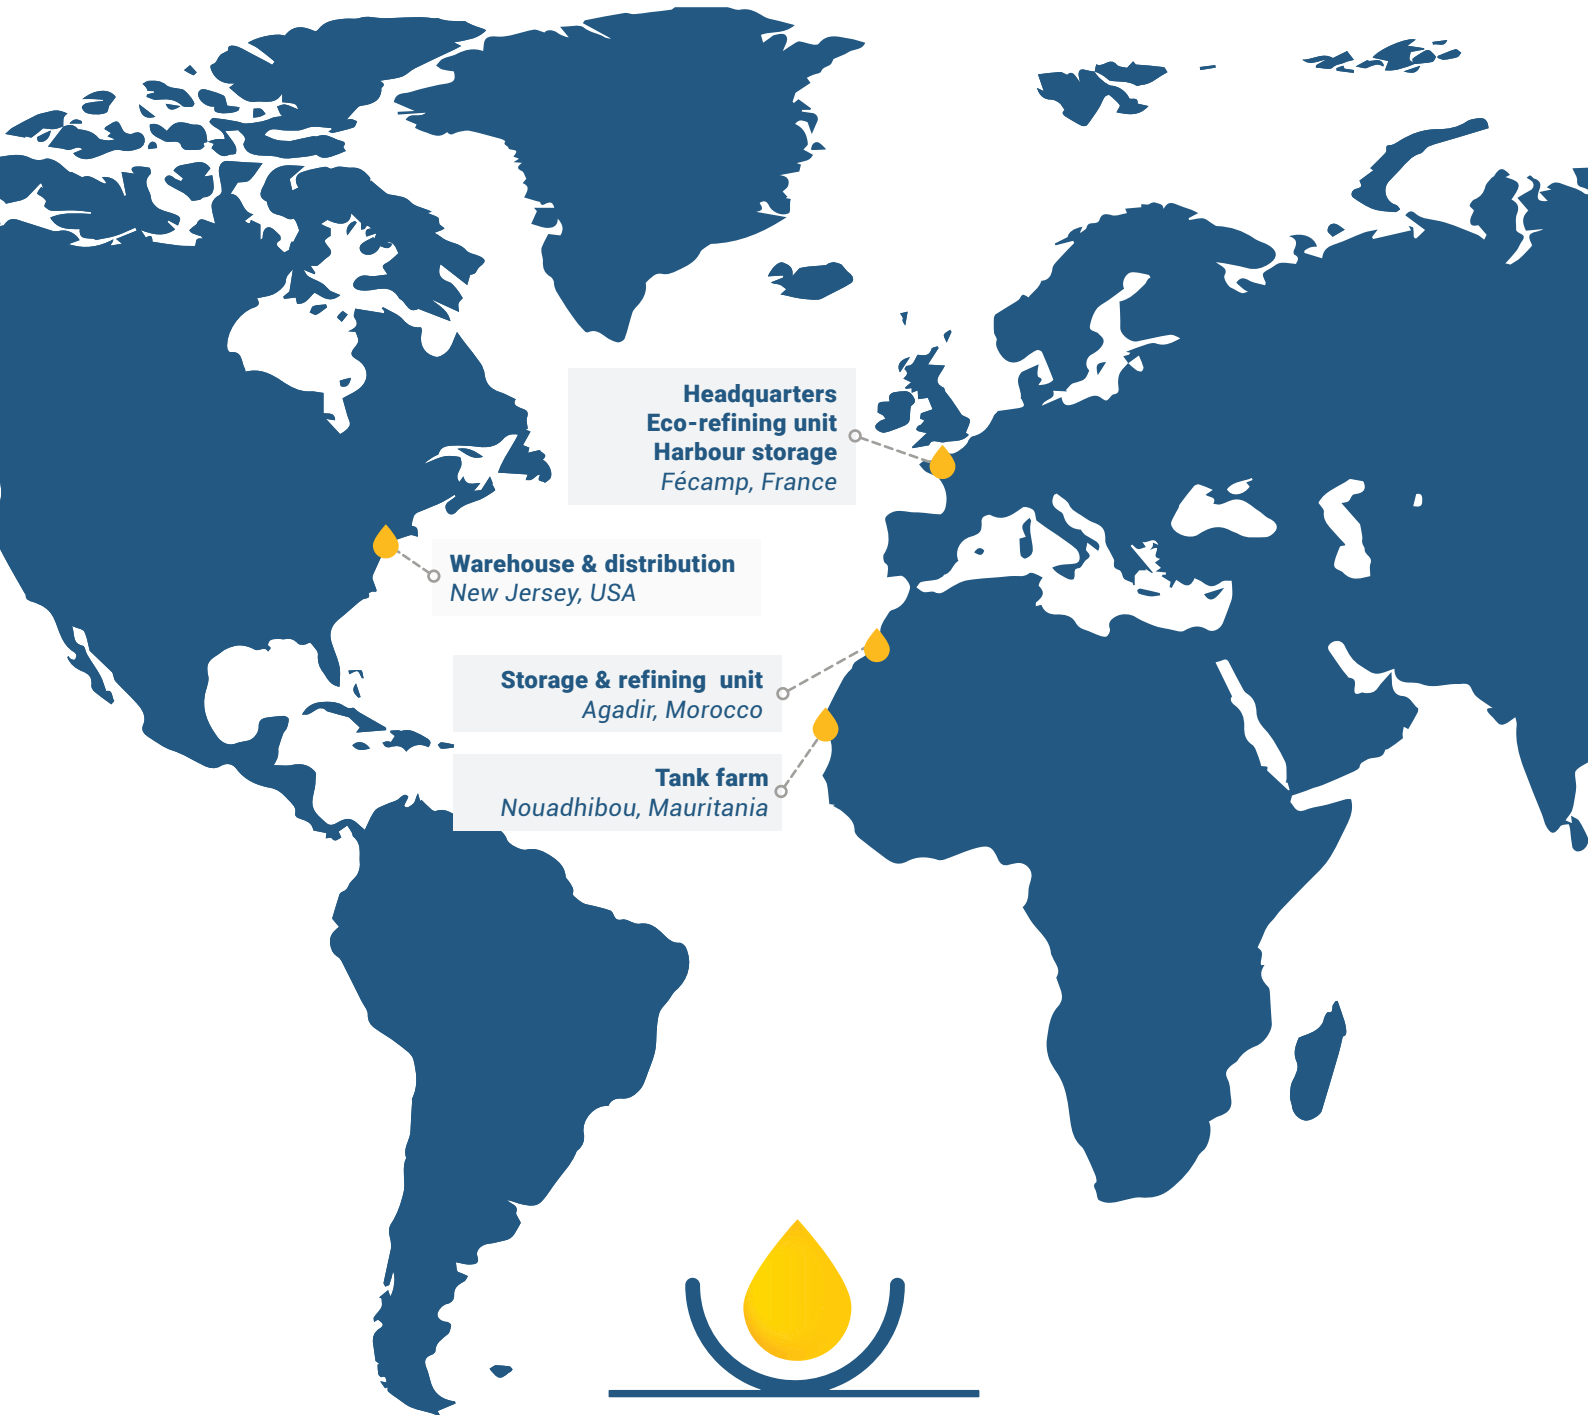 Headquarters
Eco-refining unit
Harbour storage
Fécamp, France
Warehouse & distribution
New Jersey, USA
Storage & refining unit
Agadir, Morocco
Tank farm
Nouadhibou, Mauritania